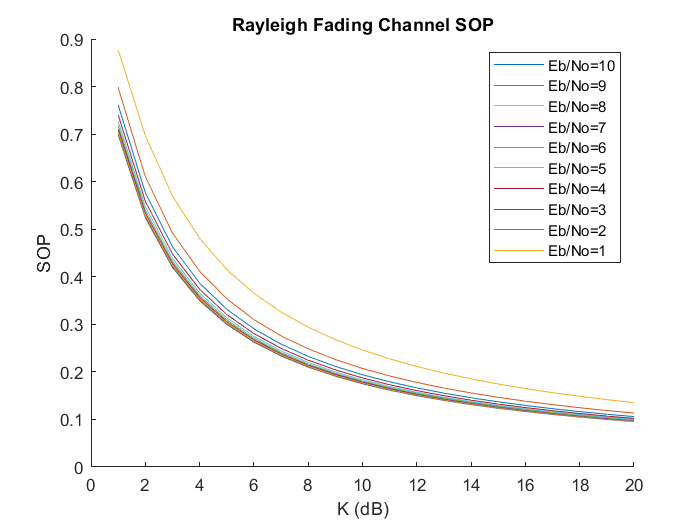 Rayleigh Fading Channel SOP
0.9
0.8
0.7
0.6
0.5
0.4
0.3
0.2
0.1
0
SOP
Eb/No=10
Eb/No=9
Eb/No=8
Eb/No=7
Eb/No=6
Eb/No=5
Eb/No=4
Eb/No=3
Eb/No=2
Eb/No=1
0 2 4 6 8 10 12 14 16 18 20
K (dB)